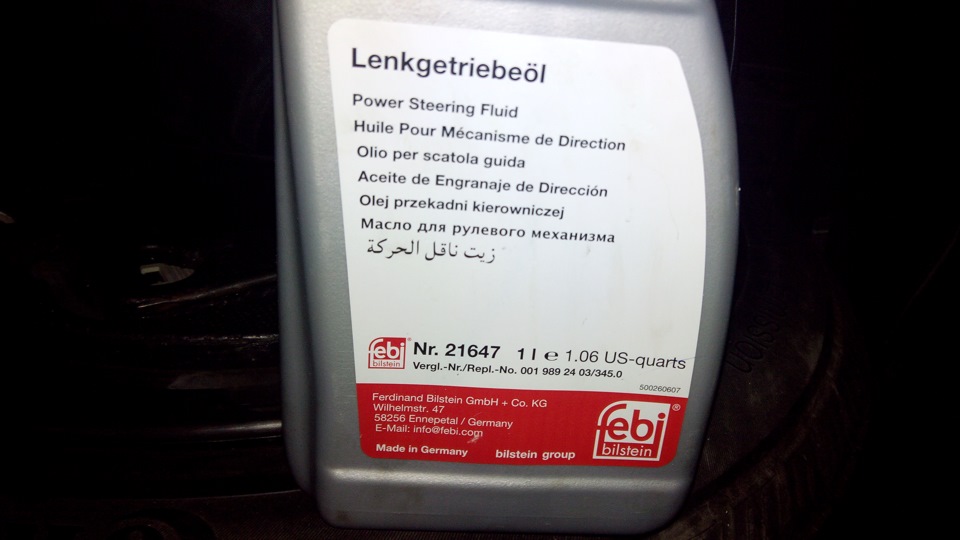 Lenkgetriebeöl
Power Steering Fluid
Huile Pour Mécanisme de Direction
Olio per scatola guida
Aceite de Engranaje de Dirección
Olej przekadni kierowniczej
Масло для рулевого механизма
زيت ناقل الحركة
febi
bilstein
Nr. 21647 1 l e 1.06 US-quarts
Vergl.-Nr./Repl.-No. 001 989 24 03/345.0
500260607
Ferdinand Bilstein GmbH + Co. KG
Wilhelmstr. 47
58256 Ennepetal / Germany
E-Mail: info@febi.com
Made in Germany bilstein group
febi®
bilstein